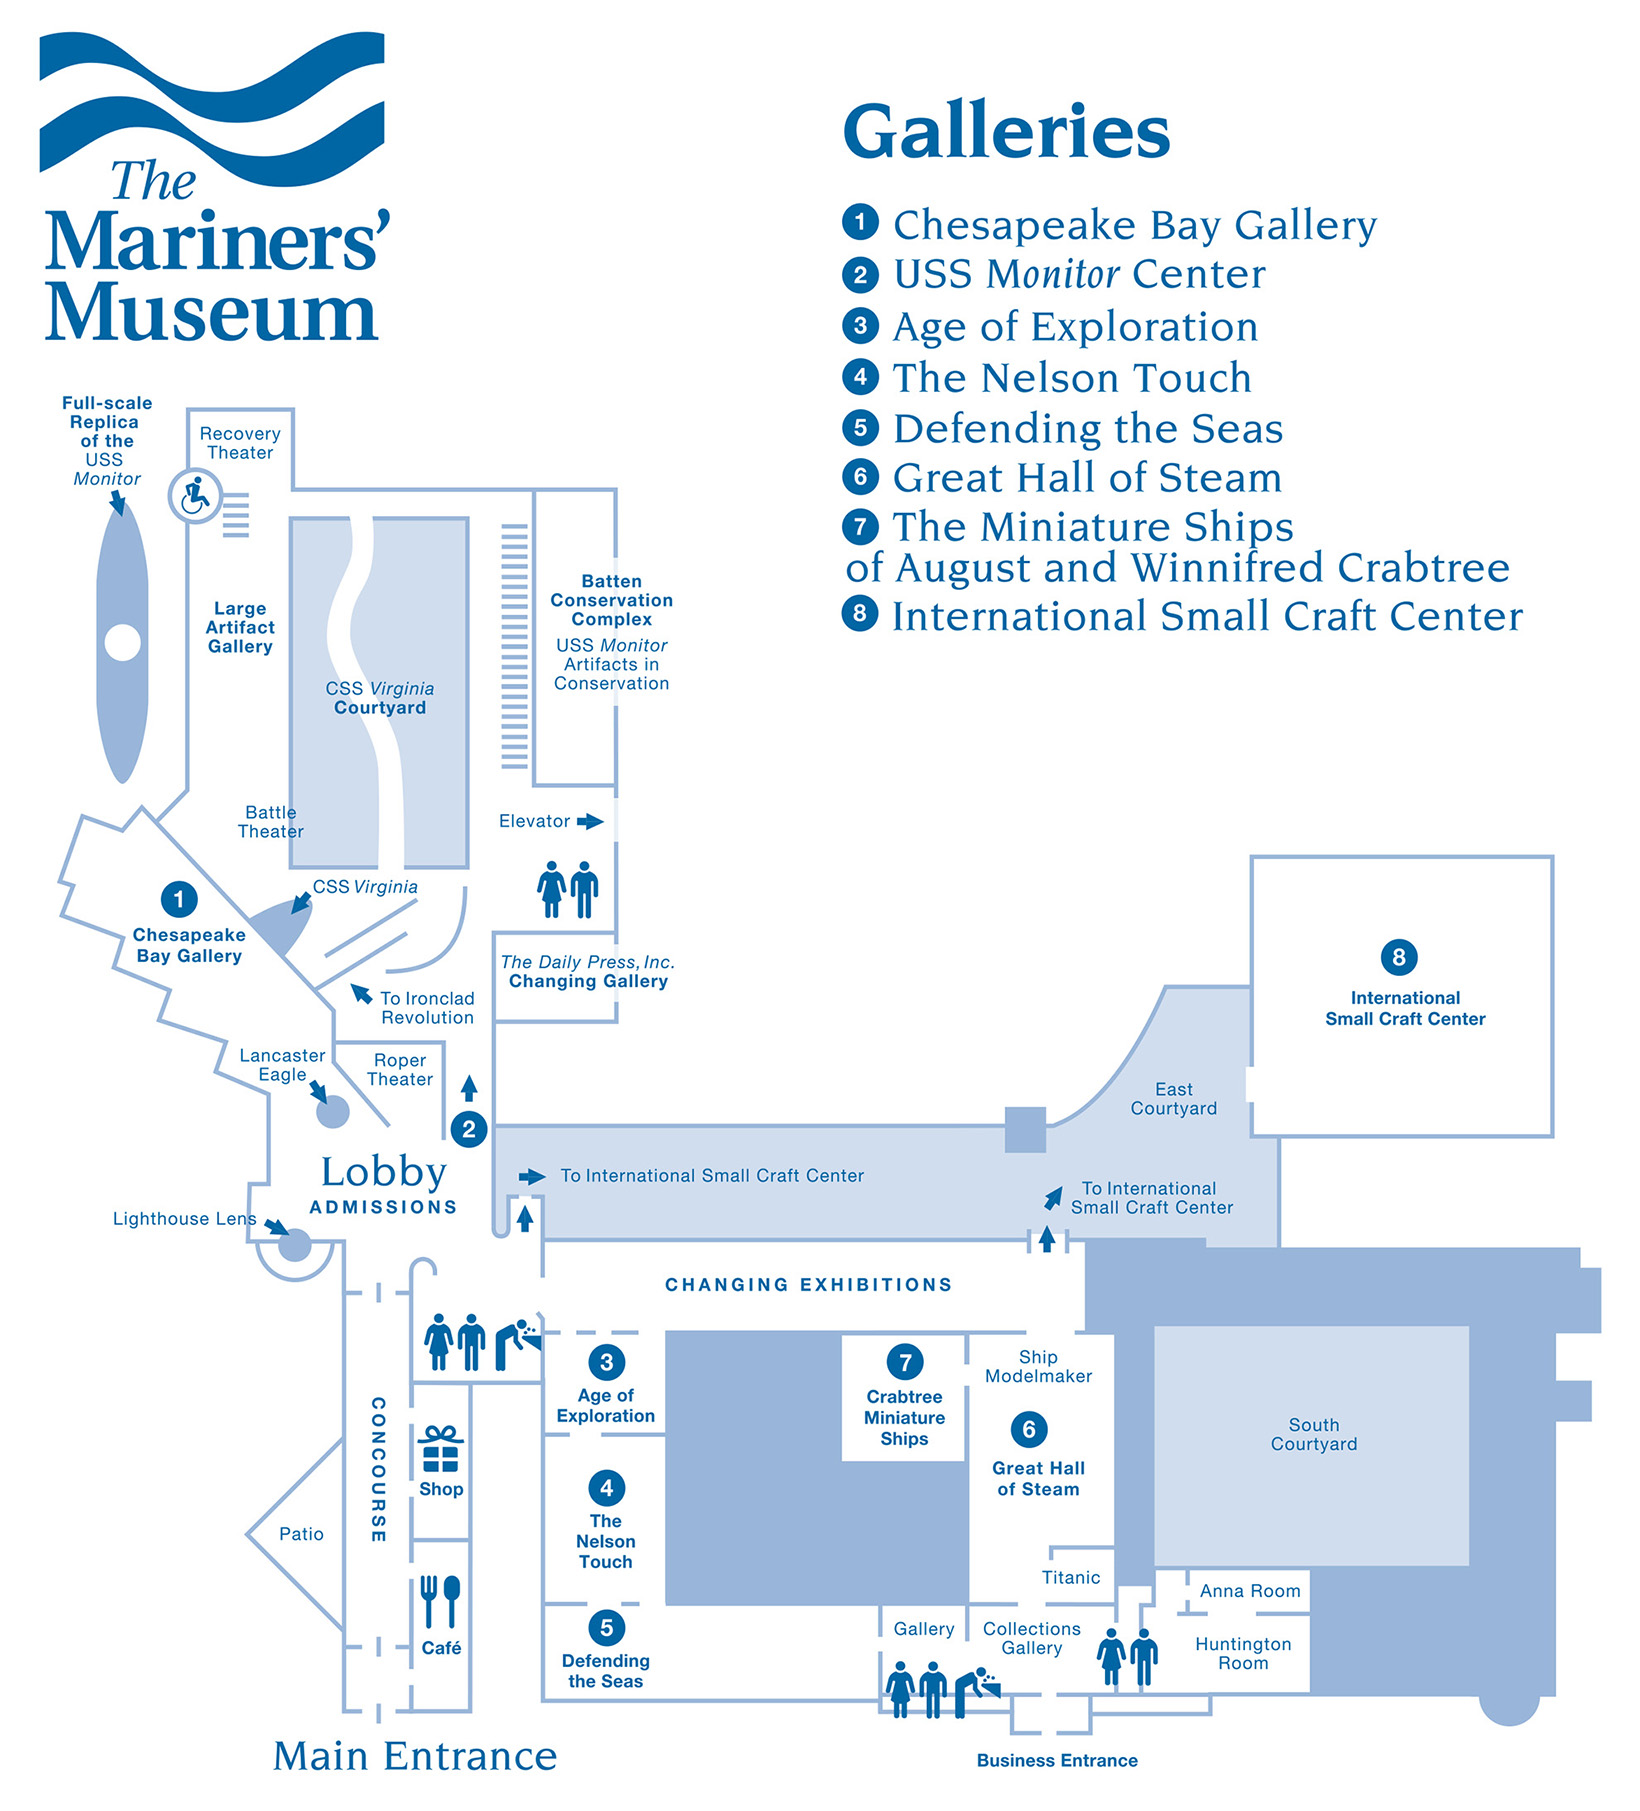 The
Mariners’
Museum
Galleries
1 Chesapeake Bay Gallery
2 USS Monitor Center
3 Age of Exploration
4 The Nelson Touch
5 Defending the Seas
6 Great Hall of Steam
7 The Miniature Ships
of August and Winnifred Crabtree
8 International Small Craft Center
Full-scale
Replica
of the
USS
Monitor
Recovery
Theater
Large
Artifact
Gallery
CSS Virginia
Courtyard
Batten
Conservation
Complex
USS Monitor
Artifacts in
Conservation
Battle
Theater
Elevator
CSS Virginia
1
Chesapeake
Bay Gallery
The Daily Press, Inc.
Changing Gallery
To Ironclad
Revolution
Lancaster
Eagle
Roper
Theater
2
8
International
Small Craft Center
East
Courtyard
Lobby
ADMISSIONS
To International Small Craft Center
To International
Small Craft Center
Lighthouse Lens
CHANGING EXHIBITIONS
CONCOURSE
3
Age of
Exploration
7
Crabtree
Miniature
Ships
Ship
Modelmaker
6
Great Hall
of Steam
South
Courtyard
Shop
4
The
Nelson
Touch
Patio
Titanic
Anna Room
Café
5
Defending
the Seas
Gallery
Collections
Gallery
Huntington
Room
Main Entrance
Business Entrance